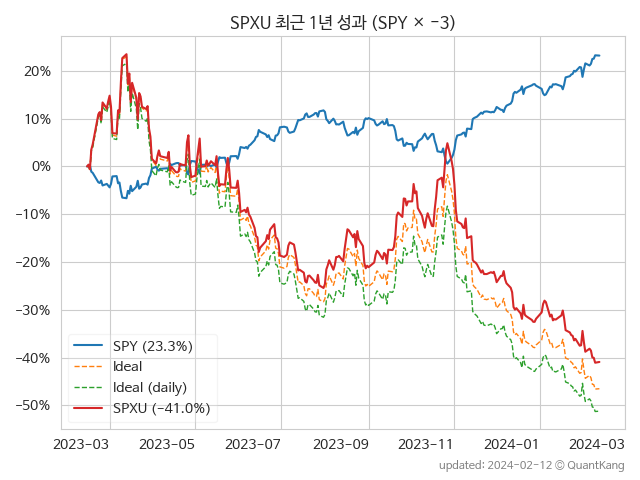 SPXU 최근 1년 성과 (SPY × −3)
20%
10%
0%
−10%
−20%
−30%
−40%
−50%
SPY (23.3%)
Ideal
Ideal (daily)
SPXU (−41.0%)
2023−03 2023−05 2023−07 2023−09 2023−11 2024−01 2024−03
updated: 2024−02−12 © QuantKang